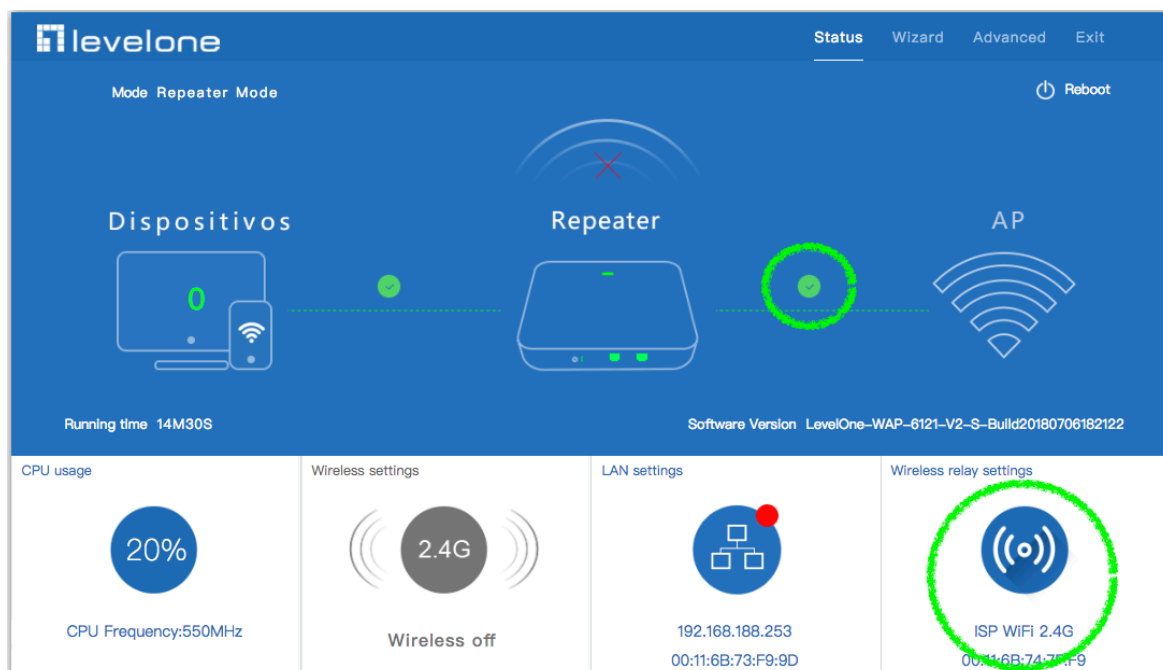 levelone
Status Wizard Advanced Exit
Mode Repeater Mode
Reboot
Dispositivos
Repeater
AP
0
Running time 14M30S
Software Version LevelOne-WAP-6121-V2-S-Build20180706182122
CPU usage
Wireless settings
LAN settings
Wireless relay settings
20%
2.4G
CPU Frequency:550MHz
Wireless off
192.168.188.253
ISP WiFi 2.4G
00:11:6B:73:F9:9D